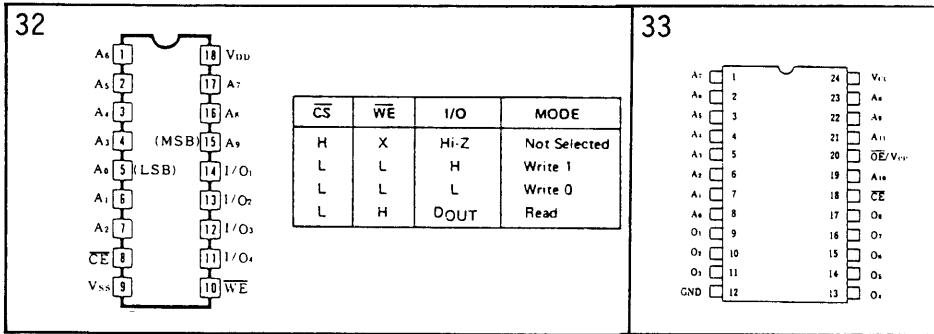 32
A6 1 18 VDD
A5 2 17 A7
A4 3 16 A8
A3 4 (MSB) 15 A9
A0 5 (LSB) 14 I/O1
A1 6 13 I/O2
A2 7 12 I/O3
CE 8 11 I/O4
VSS 9 10 WE
CS WE I/O MODE
H X Hi-Z Not Selected
L L H Write 1
L L L Write 0
L H DOUT Read
33
A7 1 24 VCC
A6 2 23 A8
A5 3 22 A9
A4 4 21 A11
A3 5 20 OE/VPP
A2 6 19 A10
A1 7 18 CE
A0 8 17 O8
O1 9 16 O7
O2 10 15 O6
O3 11 14 O5
GND 12 13 O4